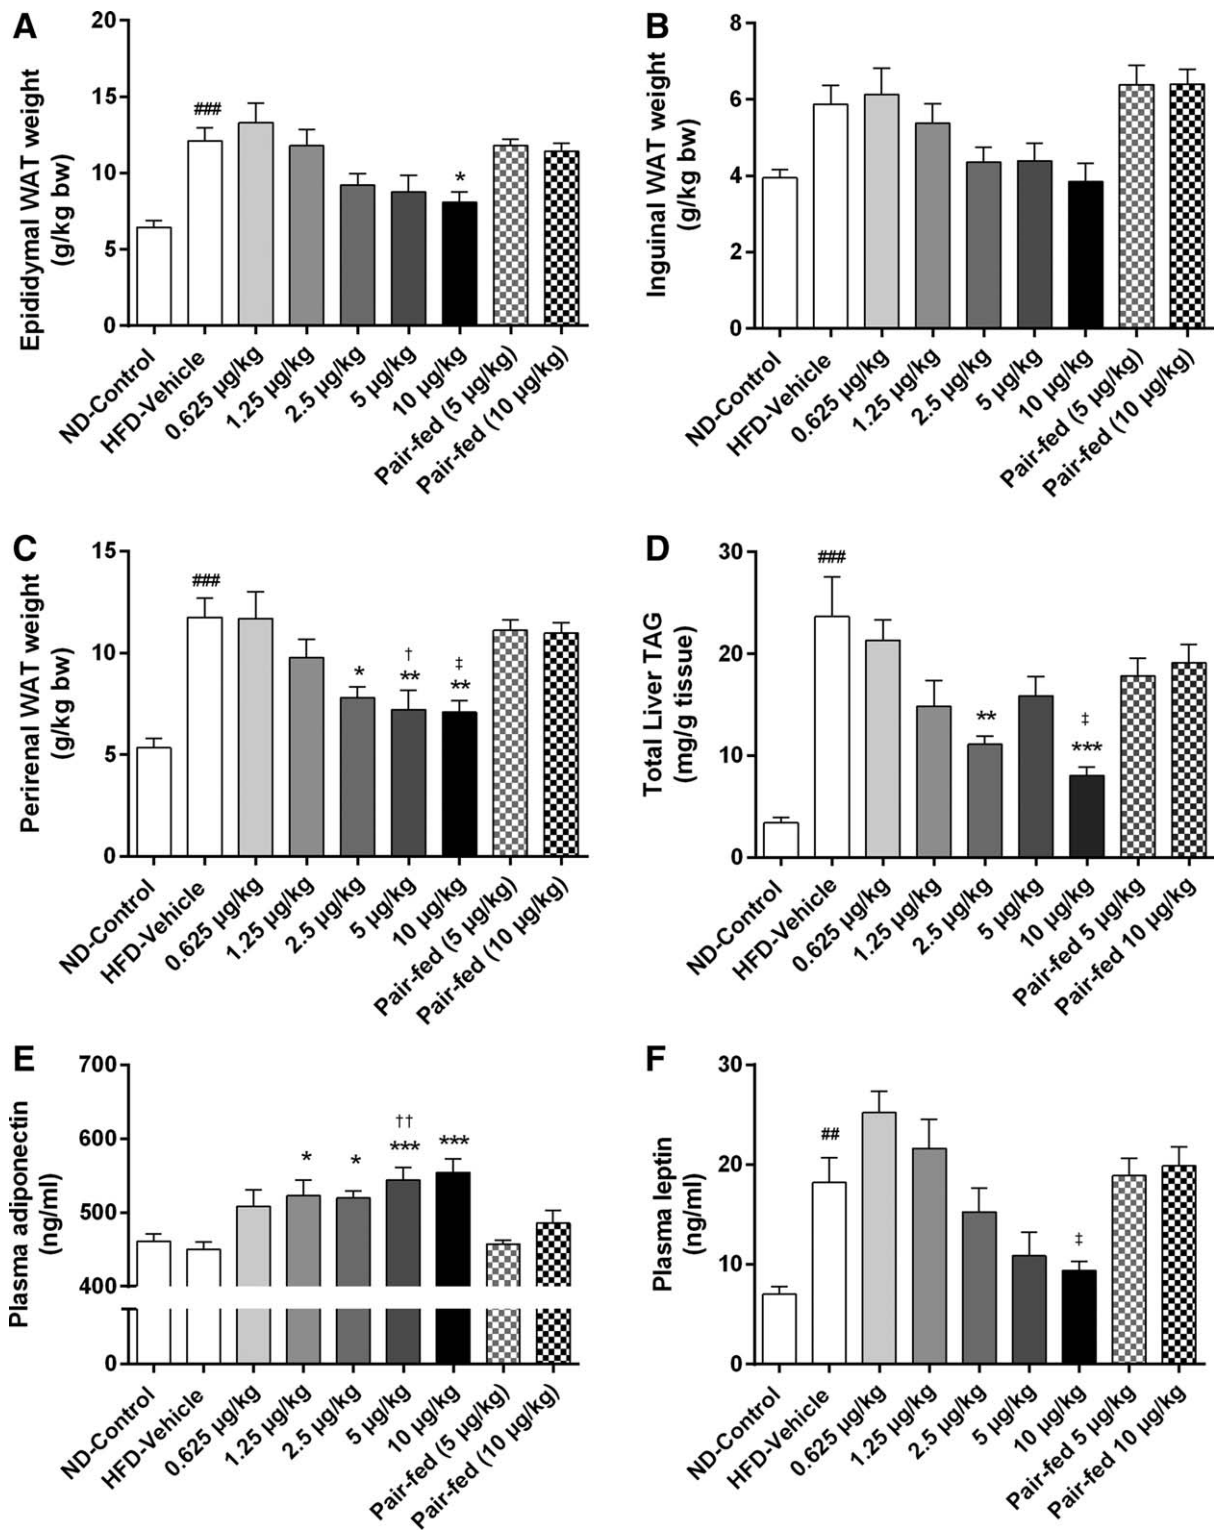 A
Epididymal WAT weight
(g/kg bw)
20
15
10
5
0
###
*
ND-Control
HFD-Vehicle
0.625 µg/kg
1.25 µg/kg
2.5 µg/kg
5 µg/kg
10 µg/kg
Pair-fed (5 µg/kg)
Pair-fed (10 µg/kg)
B
Inguinal WAT weight
(g/kg bw)
8
6
4
2
0
ND-Control
HFD-Vehicle
0.625 µg/kg
1.25 µg/kg
2.5 µg/kg
5 µg/kg
10 µg/kg
Pair-fed (5 µg/kg)
Pair-fed (10 µg/kg)
C
Perirenal WAT weight
(g/kg bw)
15
10
5
0
###
*
†
**
‡
**
ND-Control
HFD-Vehicle
0.625 µg/kg
1.25 µg/kg
2.5 µg/kg
5 µg/kg
10 µg/kg
Pair-fed (5 µg/kg)
Pair-fed (10 µg/kg)
D
Total Liver TAG
(mg/g tissue)
30
20
10
0
###
**
‡
***
ND-Control
HFD-Vehicle
0.625 µg/kg
1.25 µg/kg
2.5 µg/kg
5 µg/kg
10 µg/kg
Pair-fed 5 µg/kg
Pair-fed 10 µg/kg
E
Plasma adiponectin
(ng/ml)
700
600
500
400
0
*
*
††
***
***
ND-Control
HFD-Vehicle
0.625 µg/kg
1.25 µg/kg
2.5 µg/kg
5 µg/kg
10 µg/kg
Pair-fed (5 µg/kg)
Pair-fed (10 µg/kg)
F
Plasma leptin
(ng/ml)
30
20
10
0
##
‡
ND-Control
HFD-Vehicle
0.625 µg/kg
1.25 µg/kg
2.5 µg/kg
5 µg/kg
10 µg/kg
Pair-fed 5 µg/kg
Pair-fed 10 µg/kg